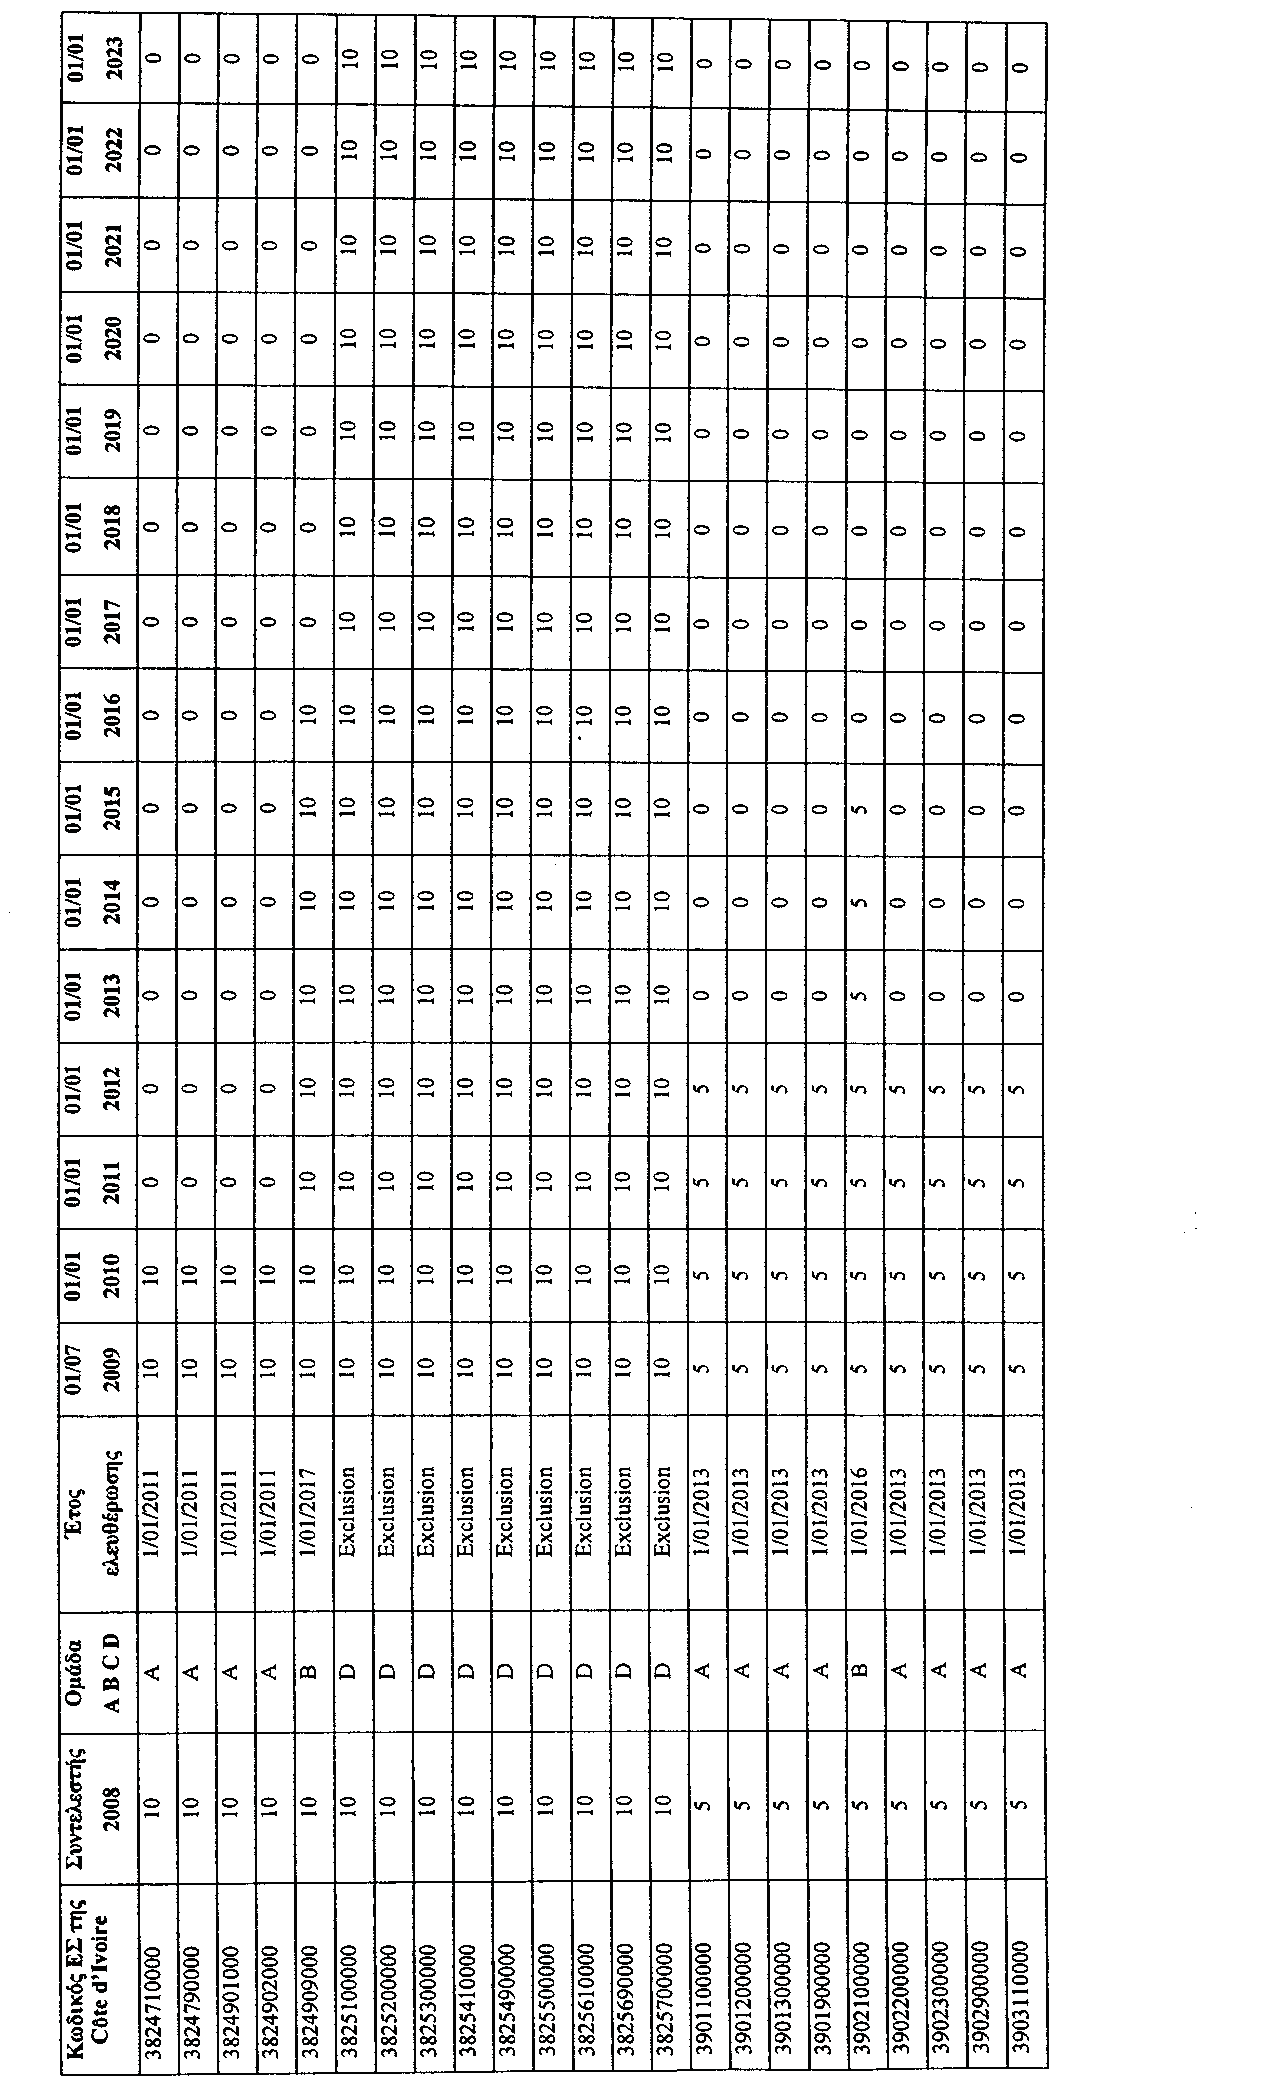 Κωδικός ΕΣ της Συντελεστής Ομάδα Έτος 01/07 01/01 01/01 01/01 01/01 01/01 01/01 01/01 01/01 01/01 01/01 01/01 01/01 01/01 01/01
Côte d'Ivoire 2008 A B C D ελευθέρωσης 2009 2010 2011 2012 2013 2014 2015 2016 2017 2018 2019 2020 2021 2022 2023
3824710000 10 A 1/01/2011 10 10 0 0 0 0 0 0 0 0 0 0 0 0 0
3824790000 10 A 1/01/2011 10 10 0 0 0 0 0 0 0 0 0 0 0 0 0
3824901000 10 A 1/01/2011 10 10 0 0 0 0 0 0 0 0 0 0 0 0 0
3824902000 10 A 1/01/2011 10 10 0 0 0 0 0 0 0 0 0 0 0 0 0
3824909000 10 B 1/01/2017 10 10 10 10 10 10 10 10 0 0 0 0 0 0 0
3825100000 10 D Exclusion 10 10 10 10 10 10 10 10 10 10 10 10 10 10 10
3825200000 10 D Exclusion 10 10 10 10 10 10 10 10 10 10 10 10 10 10 10
3825300000 10 D Exclusion 10 10 10 10 10 10 10 10 10 10 10 10 10 10 10
3825410000 10 D Exclusion 10 10 10 10 10 10 10 10 10 10 10 10 10 10 10
3825490000 10 D Exclusion 10 10 10 10 10 10 10 10 10 10 10 10 10 10 10
3825500000 10 D Exclusion 10 10 10 10 10 10 10 10 10 10 10 10 10 10 10
3825610000 10 D Exclusion 10 10 10 10 10 10 10 10 10 10 10 10 10 10 10
3825690000 10 D Exclusion 10 10 10 10 10 10 10 10 10 10 10 10 10 10 10
3825700000 10 D Exclusion 10 10 10 10 10 10 10 10 10 10 10 10 10 10 10
3901100000 5 A 1/01/2013 5 5 5 5 0 0 0 0 0 0 0 0 0 0 0
3901200000 5 A 1/01/2013 5 5 5 5 0 0 0 0 0 0 0 0 0 0 0
3901300000 5 A 1/01/2013 5 5 5 5 0 0 0 0 0 0 0 0 0 0 0
3901900000 5 A 1/01/2013 5 5 5 5 0 0 0 0 0 0 0 0 0 0 0
3902100000 5 B 1/01/2016 5 5 5 5 5 5 5 0 0 0 0 0 0 0 0
3902200000 5 A 1/01/2013 5 5 5 5 0 0 0 0 0 0 0 0 0 0 0
3902300000 5 A 1/01/2013 5 5 5 5 0 0 0 0 0 0 0 0 0 0 0
3902900000 5 A 1/01/2013 5 5 5 5 0 0 0 0 0 0 0 0 0 0 0
3903110000 5 A 1/01/2013 5 5 5 5 0 0 0 0 0 0 0 0 0 0 0